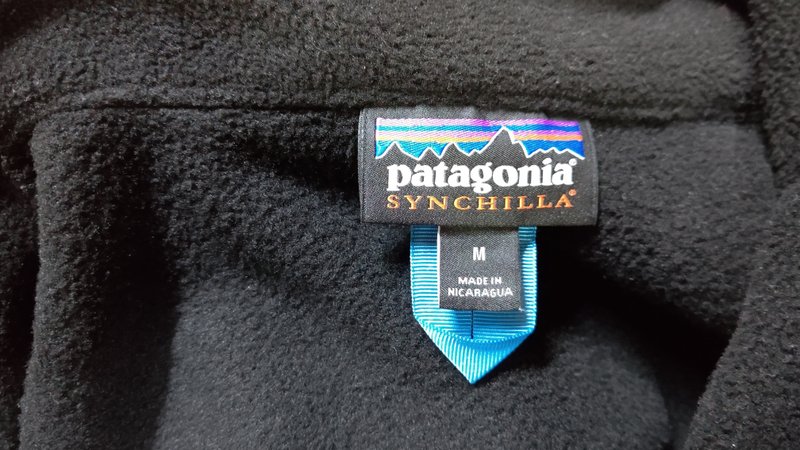 patagonia®
SYNCHILLA®
M
MADE IN
NICARAGUA